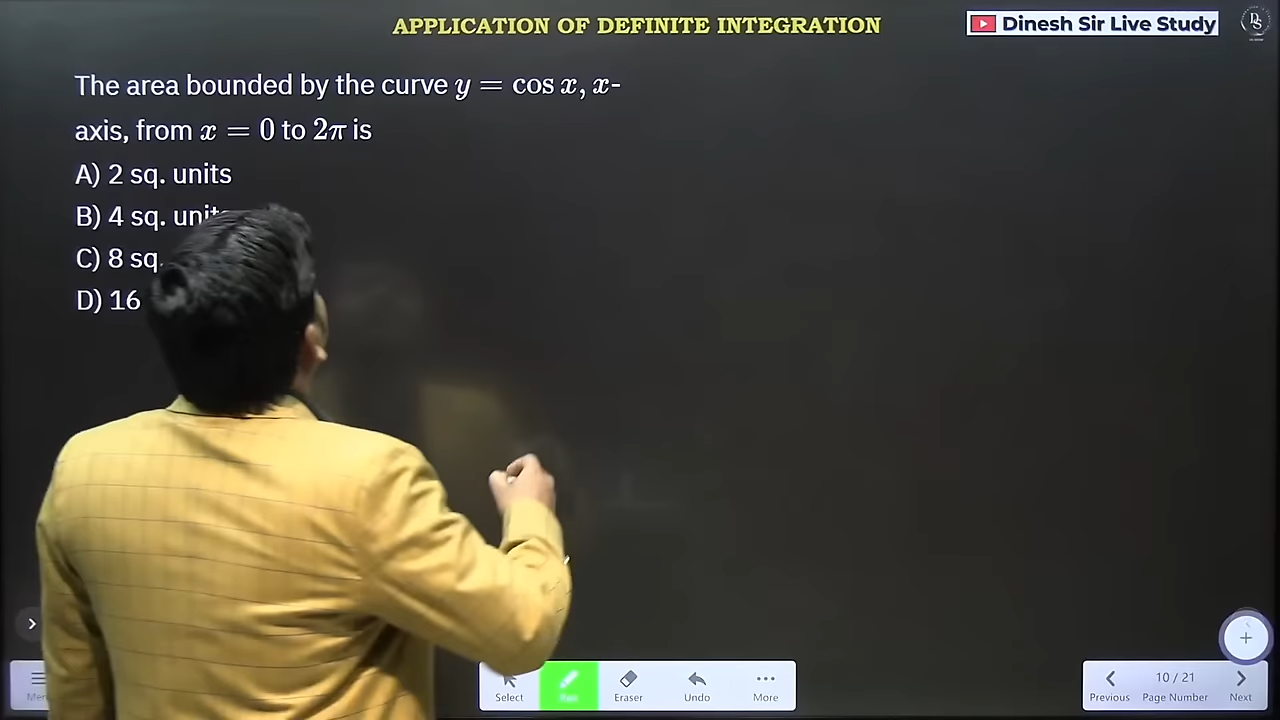 APPLICATION OF DEFINITE INTEGRATION
Dinesh Sir Live Study
DS
The area bounded by the curve y = cos x, x-
axis, from x = 0 to 2π is
A) 2 sq. units
B) 4 sq.
C) 8 sq.
D) 16
Select
Eraser
Undo
More
Previous
10 / 21
Page Number
Next